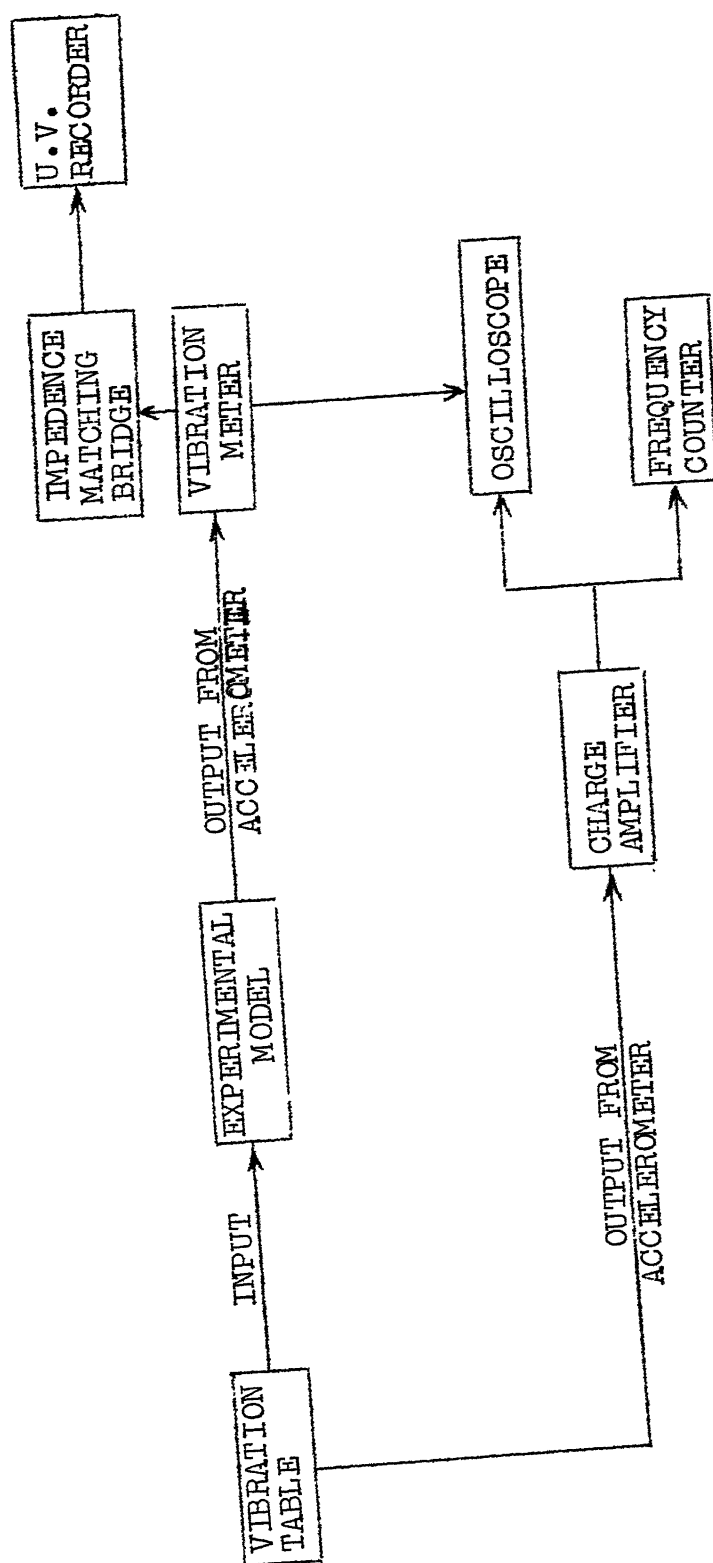 VIBRATION
TABLE
INPUT
EXPERIMENTAL
MODEL
OUTPUT FROM
ACCELEROMETER
VIBRATION
METER
IMPEDENCE
MATCHING
BRIDGE
U.V.
RECORDER
OSCILLOSCOPE
OUTPUT FROM
ACCELEROMETER
CHARGE
AMPLIFIER
FREQUENCY
COUNTER